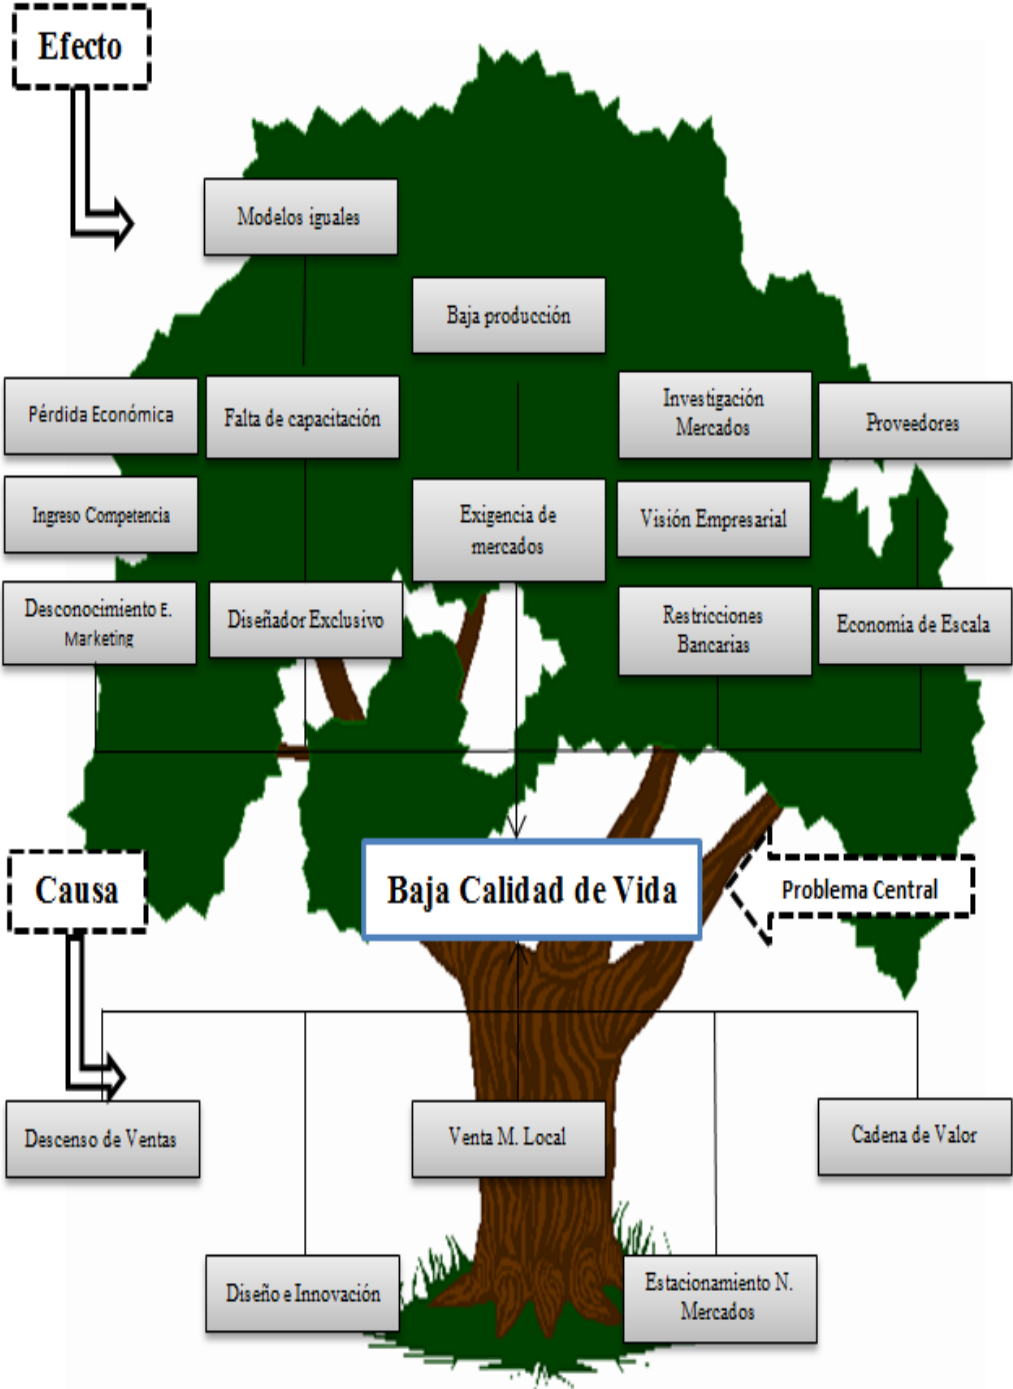 Efecto
Modelos iguales
Baja producción
Pérdida Económica
Falta de capacitación
Investigación
Mercados
Proveedores
Ingreso Competencia
Exigencia de
mercados
Visión Empresarial
Desconocimiento E.
Marketing
Diseñador Exclusivo
Restricciones
Bancarias
Economia de Escala
Causa
Baja Calidad de Vida
Problema Central
Descenso de Ventas
Venta M. Local
Cadena de Valor
Diseño e Innovación
Estacionamiento N.
Mercados